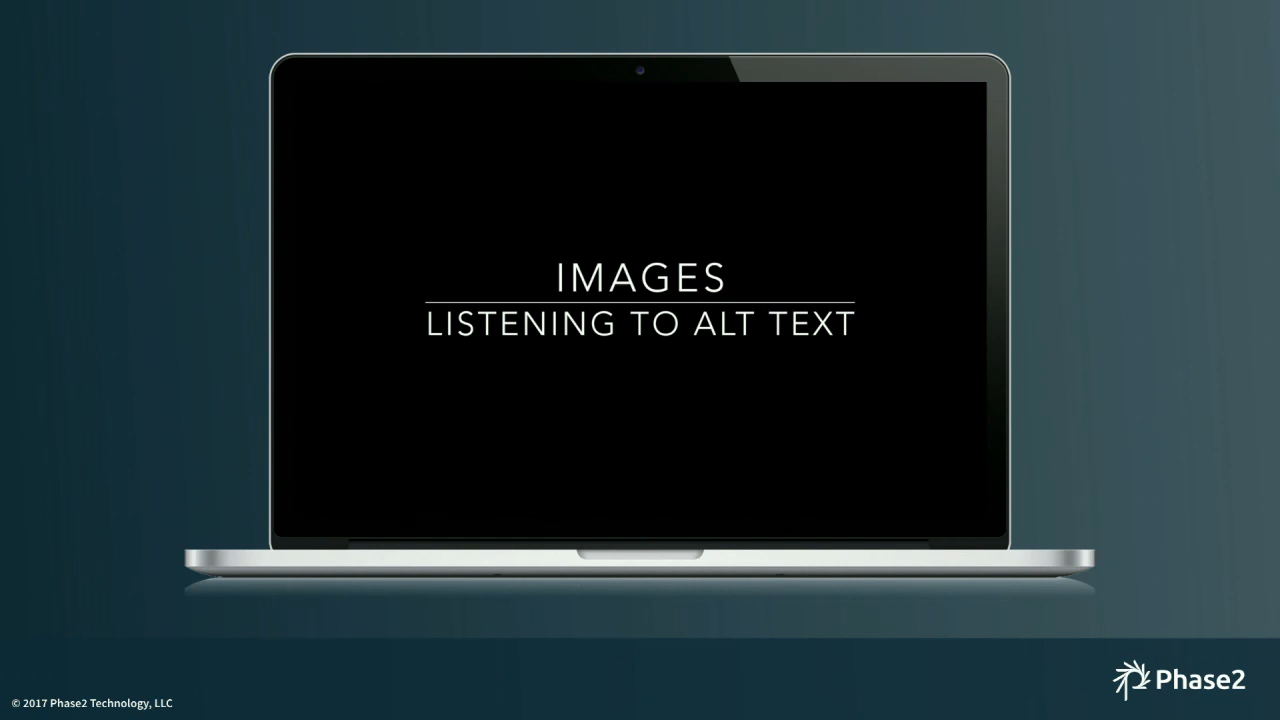 IMAGES
LISTENING TO ALT TEXT
© 2017 Phase2 Technology, LLC
Phase2